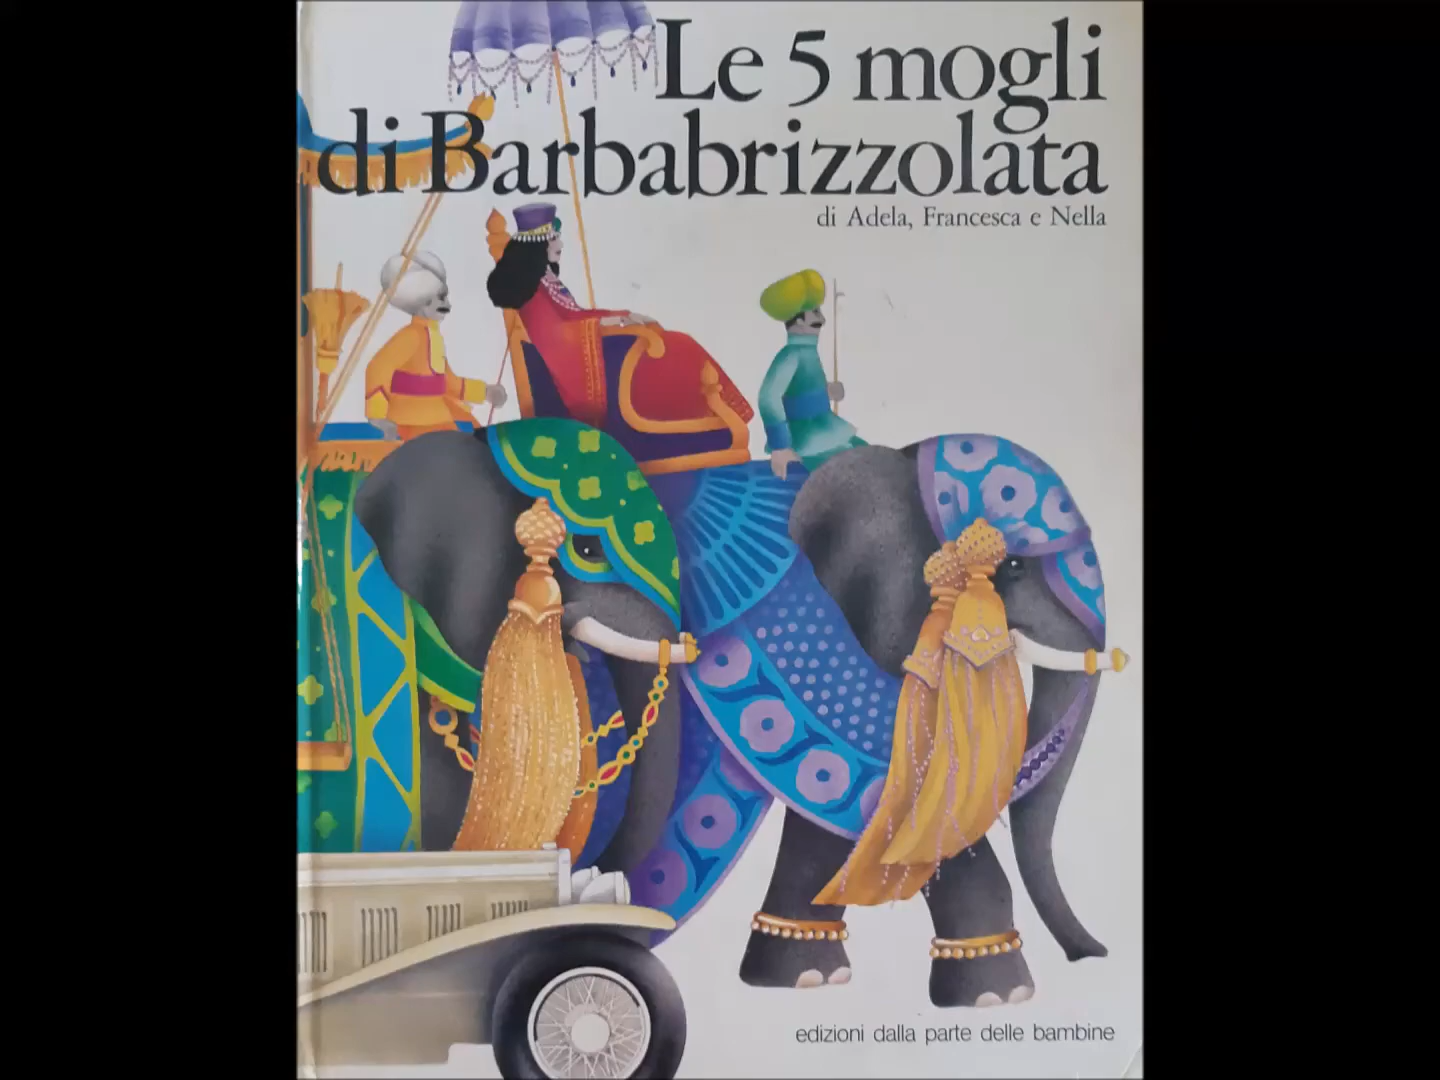 Le 5 mogli
di Barbabrizzolata
di Adela, Francesca e Nella
edizioni dalla parte delle bambine